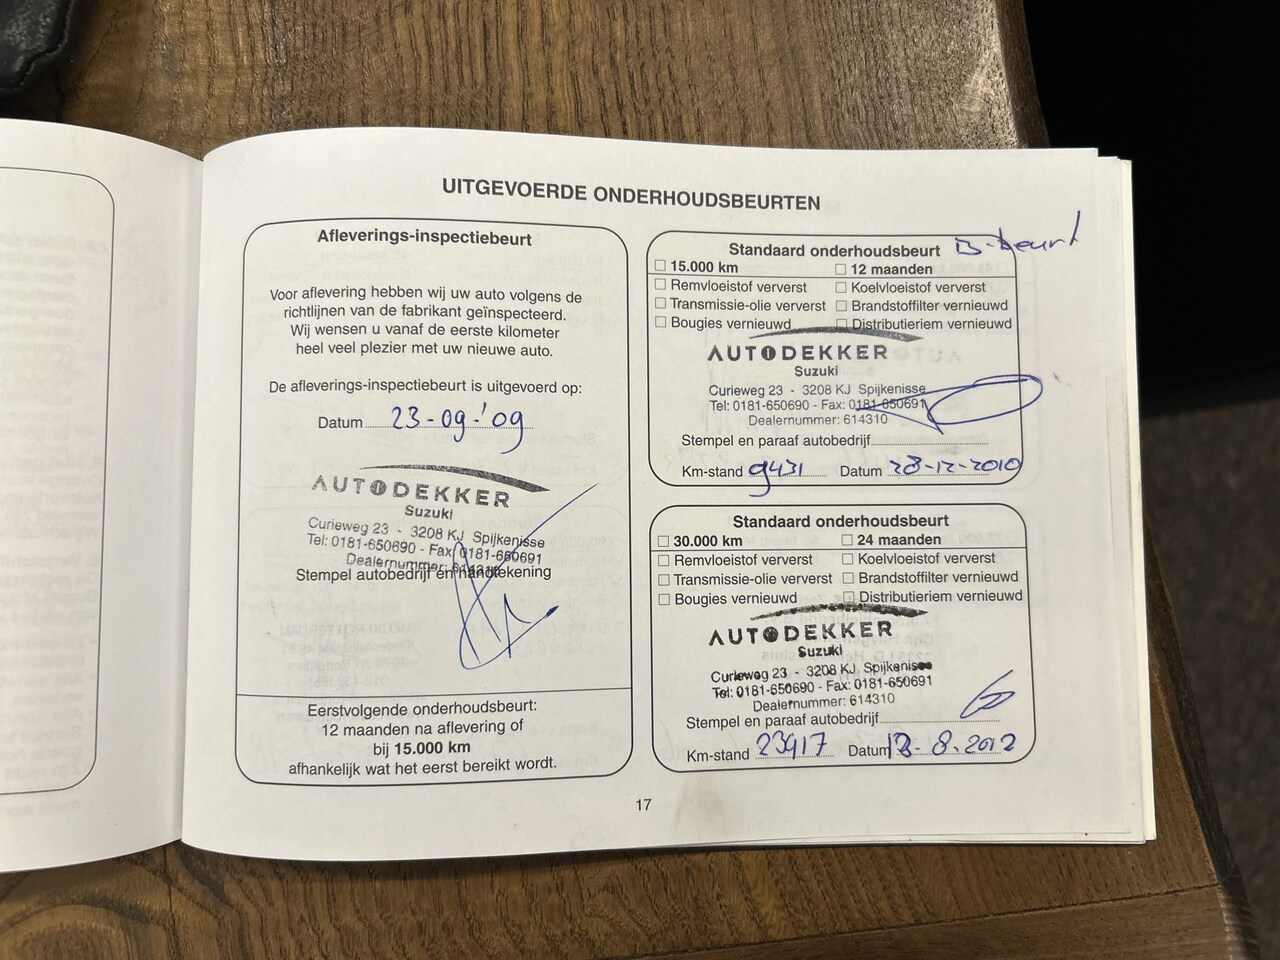 UITGEVOERDE ONDERHOUDSBEURTEN
Afleverings-inspectiebeurt
Voor aflevering hebben wij uw auto volgens de
richtlijnen van de fabrikant geïnspecteerd.
Wij wensen u vanaf de eerste kilometer
heel veel plezier met uw nieuwe auto.
De afleverings-inspectiebeurt is uitgevoerd op:
Datum 23-09-'09
AUTODEKKER
Suzuki
Curieweg 23 - 3208 KJ Spijkenisse
Tel: 0181-650690 - Fax: 0181-650691
Dealernummer: 614310
Stempel autobedrijf en handtekening
Eerstvolgende onderhoudsbeurt:
12 maanden na aflevering of
bij 15.000 km
afhankelijk wat het eerst bereikt wordt.
Standaard onderhoudsbeurt B-beurt
15.000 km 12 maanden
Remvloeistof ververst Koelvloeistof ververst
Transmissie-olie ververst Brandstoffilter vernieuwd
Bougies vernieuwd Distributieriem vernieuwd
AUTODEKKER
Suzuki
Curieweg 23 - 3208 KJ Spijkenisse
Tel: 0181-650690 - Fax: 0181-650691
Dealernummer: 614310
Stempel en paraaf autobedrijf
Km-stand 9431 Datum 28-12-2010
Standaard onderhoudsbeurt
30.000 km 24 maanden
Remvloeistof ververst Koelvloeistof ververst
Transmissie-olie ververst Brandstoffilter vernieuwd
Bougies vernieuwd Distributieriem vernieuwd
AUTODEKKER
Suzuki
Curieweg 23 - 3208 KJ Spijkenisse
Tel: 0181-650690 - Fax: 0181-650691
Dealernummer: 614310
Stempel en paraaf autobedrijf
Km-stand 23917 Datum 13-8-2012
17